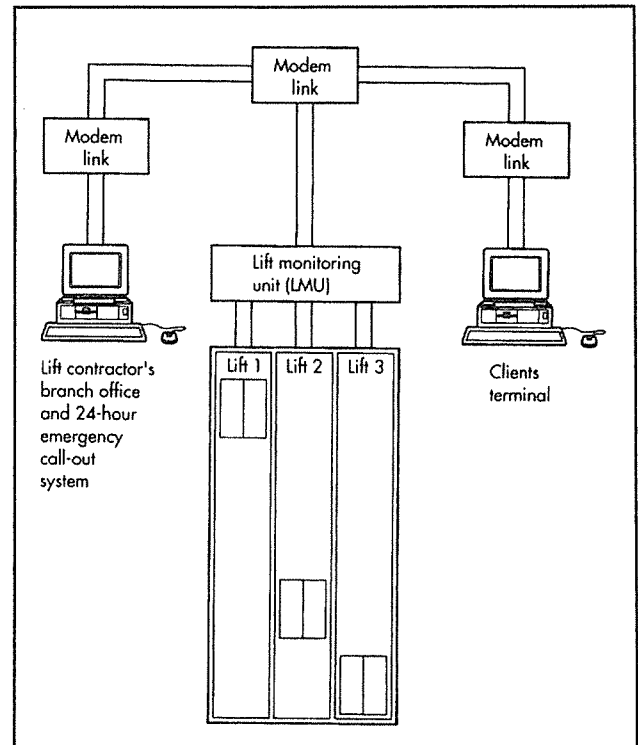 Modem
link
Modem
link
Modem
link
Lift monitoring
unit (LMU)
Lift contractor's
branch office
and 24-hour
emergency
call-out
system
Lift 1
Lift 2
Lift 3
Clients
terminal